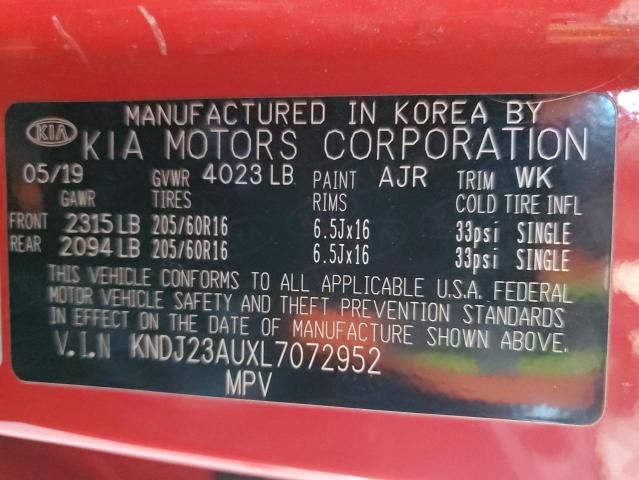 MANUFACTURED IN KOREA BY
KIA KIA MOTORS CORPORATION
05/19 GVWR 4023 LB PAINT AJR TRIM WK
GAWR TIRES RIMS COLD TIRE INFL
FRONT 2315 LB 205/60R16 6.5Jx16 33psi SINGLE
REAR 2094 LB 205/60R16 6.5Jx16 33psi SINGLE
THIS VEHICLE CONFORMS TO ALL APPLICABLE U.S.A. FEDERAL
MOTOR VEHICLE SAFETY AND THEFT PREVENTION STANDARDS
IN EFFECT ON THE DATE OF MANUFACTURE SHOWN ABOVE.
V.I.N KNDJ23AUXL7072952
MPV